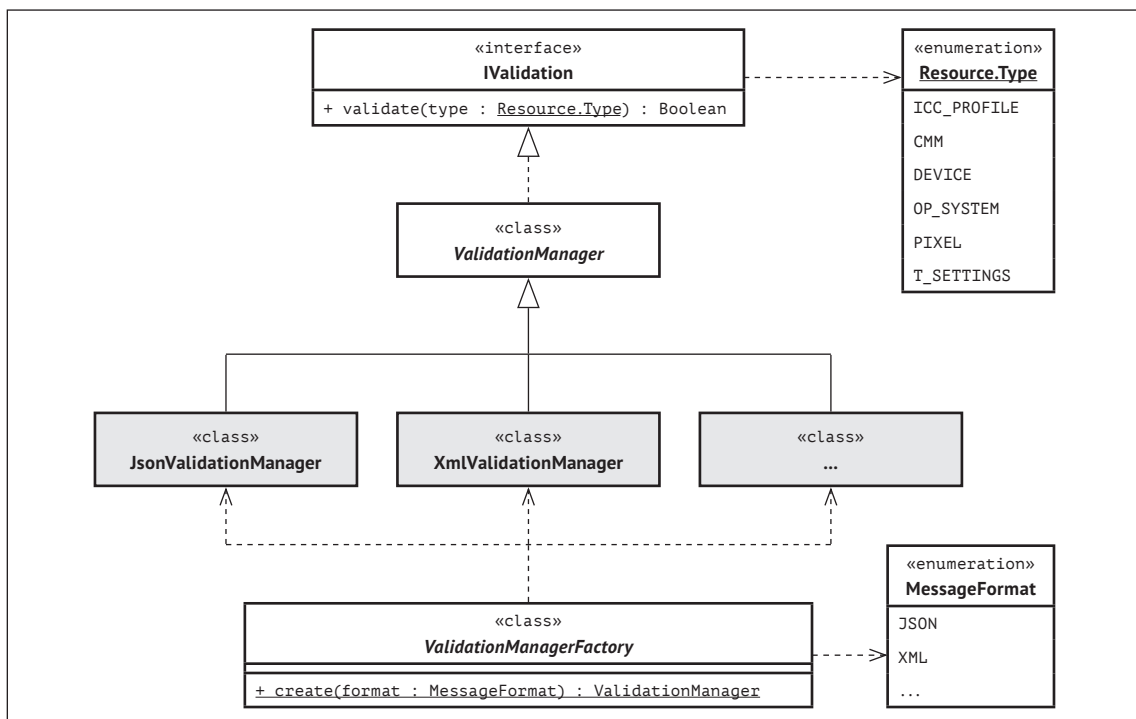 «interface»
IValidation
+ validate(type : Resource.Type) : Boolean
«enumeration»
Resource.Type
ICC_PROFILE
CMM
DEVICE
OP_SYSTEM
PIXEL
T_SETTINGS
«class»
ValidationManager
«class»
JsonValidationManager
«class»
XmlValidationManager
«class»
...
«class»
ValidationManagerFactory
+ create(format : MessageFormat) : ValidationManager
«enumeration»
MessageFormat
JSON
XML
...